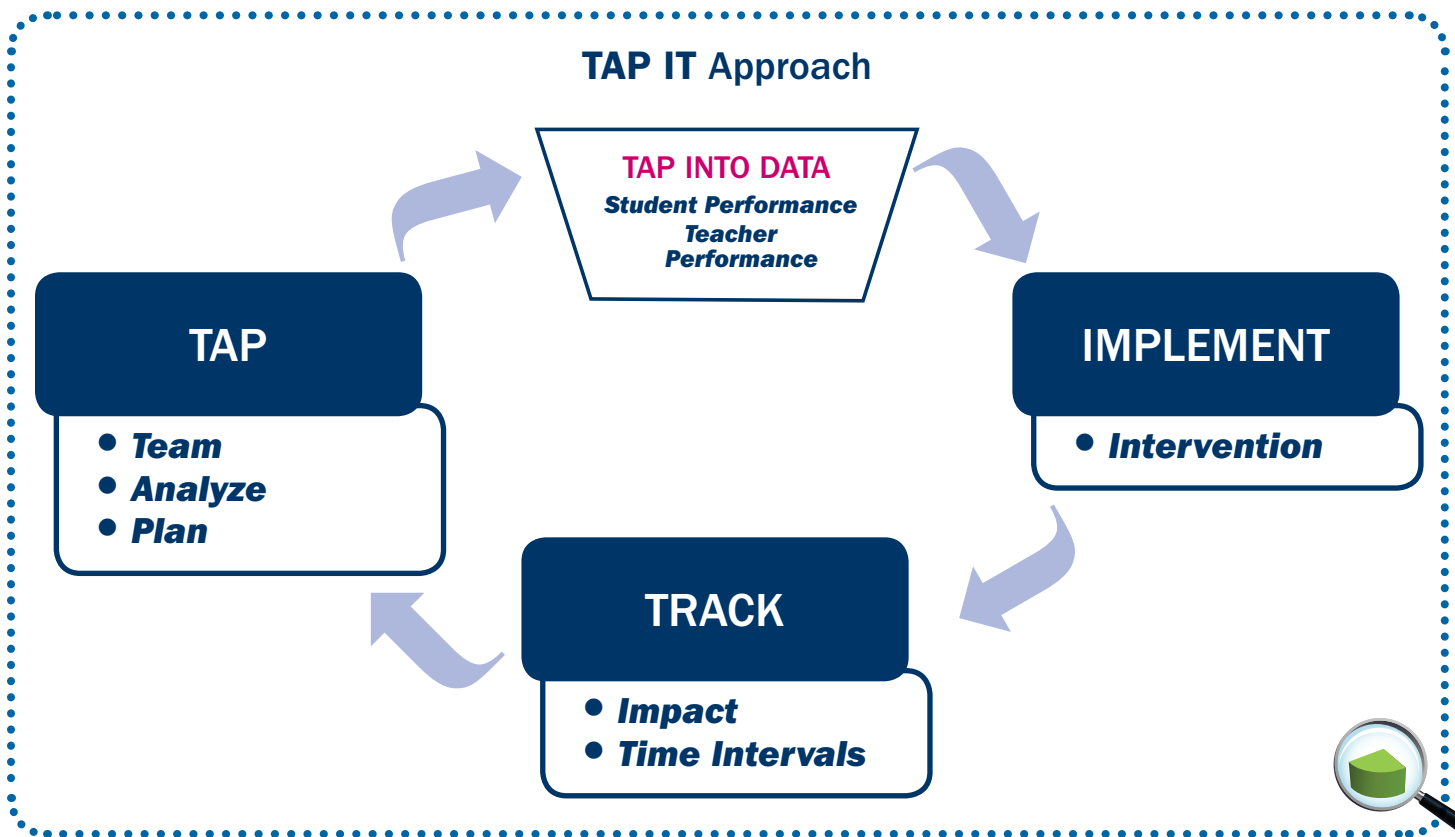 TAP IT Approach
TAP INTO DATA
Student Performance
Teacher
Performance
TAP
• Team
• Analyze
• Plan
IMPLEMENT
• Intervention
TRACK
• Impact
• Time Intervals